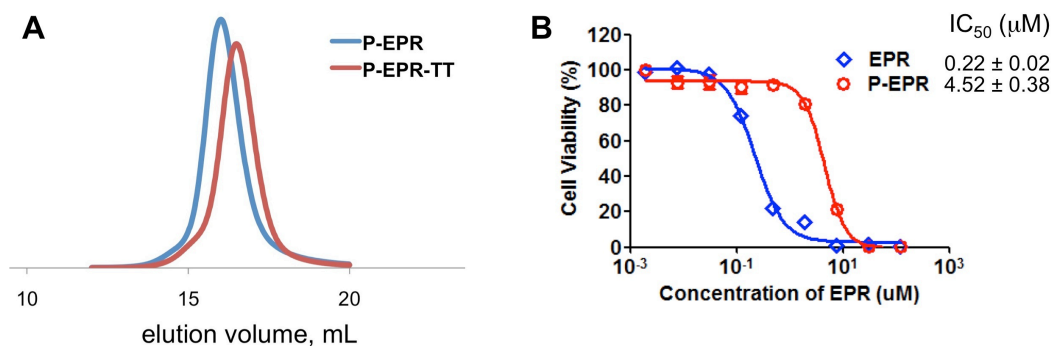 A
P-EPR
P-EPR-TT
10 15 20
elution volume, mL
B
IC50 (µM)
EPR 0.22 ± 0.02
P-EPR 4.52 ± 0.38
120
100
80
60
40
20
0
Cell Viability (%)
10-3 10-1 101 103
Concentration of EPR (uM)